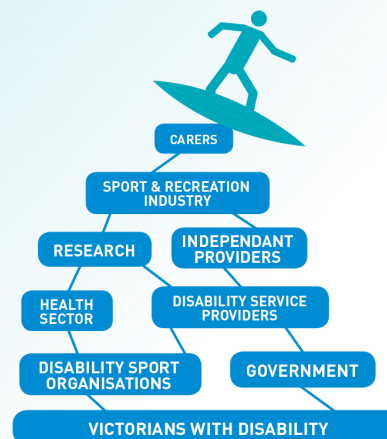 CARERS
SPORT & RECREATION
INDUSTRY
RESEARCH
INDEPENDANT
PROVIDERS
HEALTH
SECTOR
DISABILITY SERVICE
PROVIDERS
DISABILITY SPORT
ORGANISATIONS
GOVERNMENT
VICTORIANS WITH DISABILITY